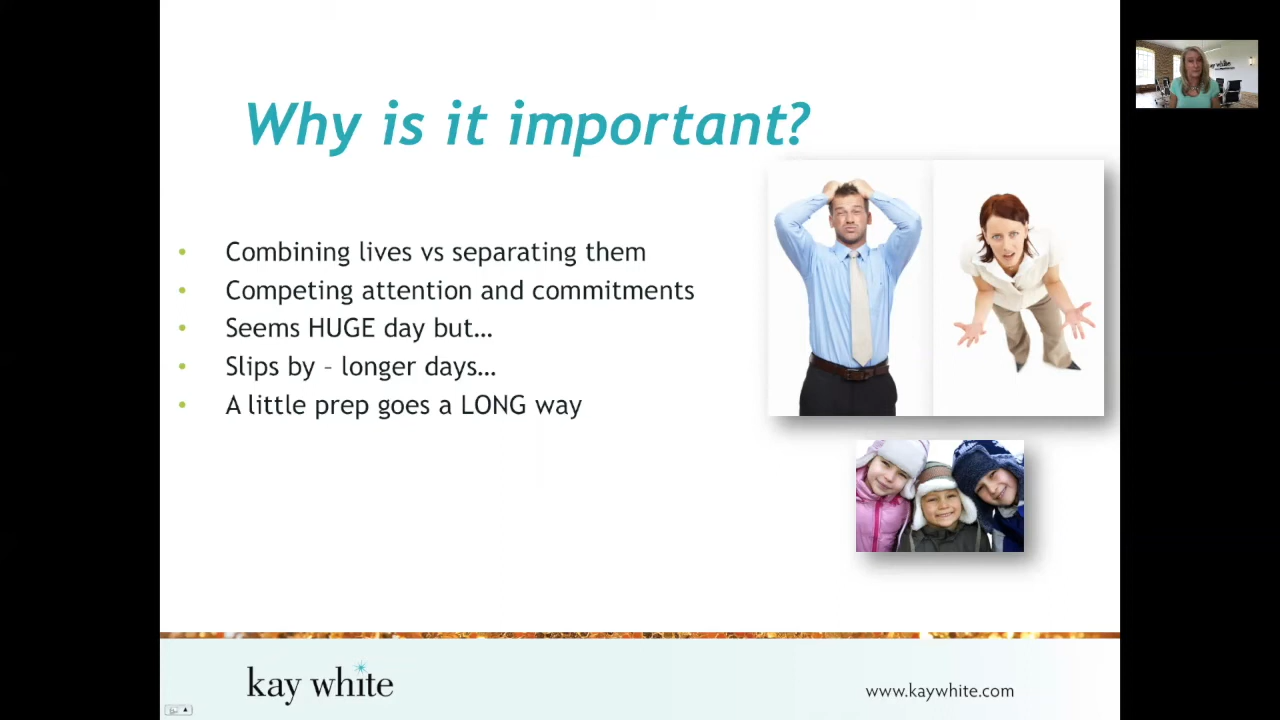 Why is it important?
• Combining lives vs separating them
• Competing attention and commitments
• Seems HUGE day but…
• Slips by – longer days…
• A little prep goes a LONG way
kay white
www.kaywhite.com